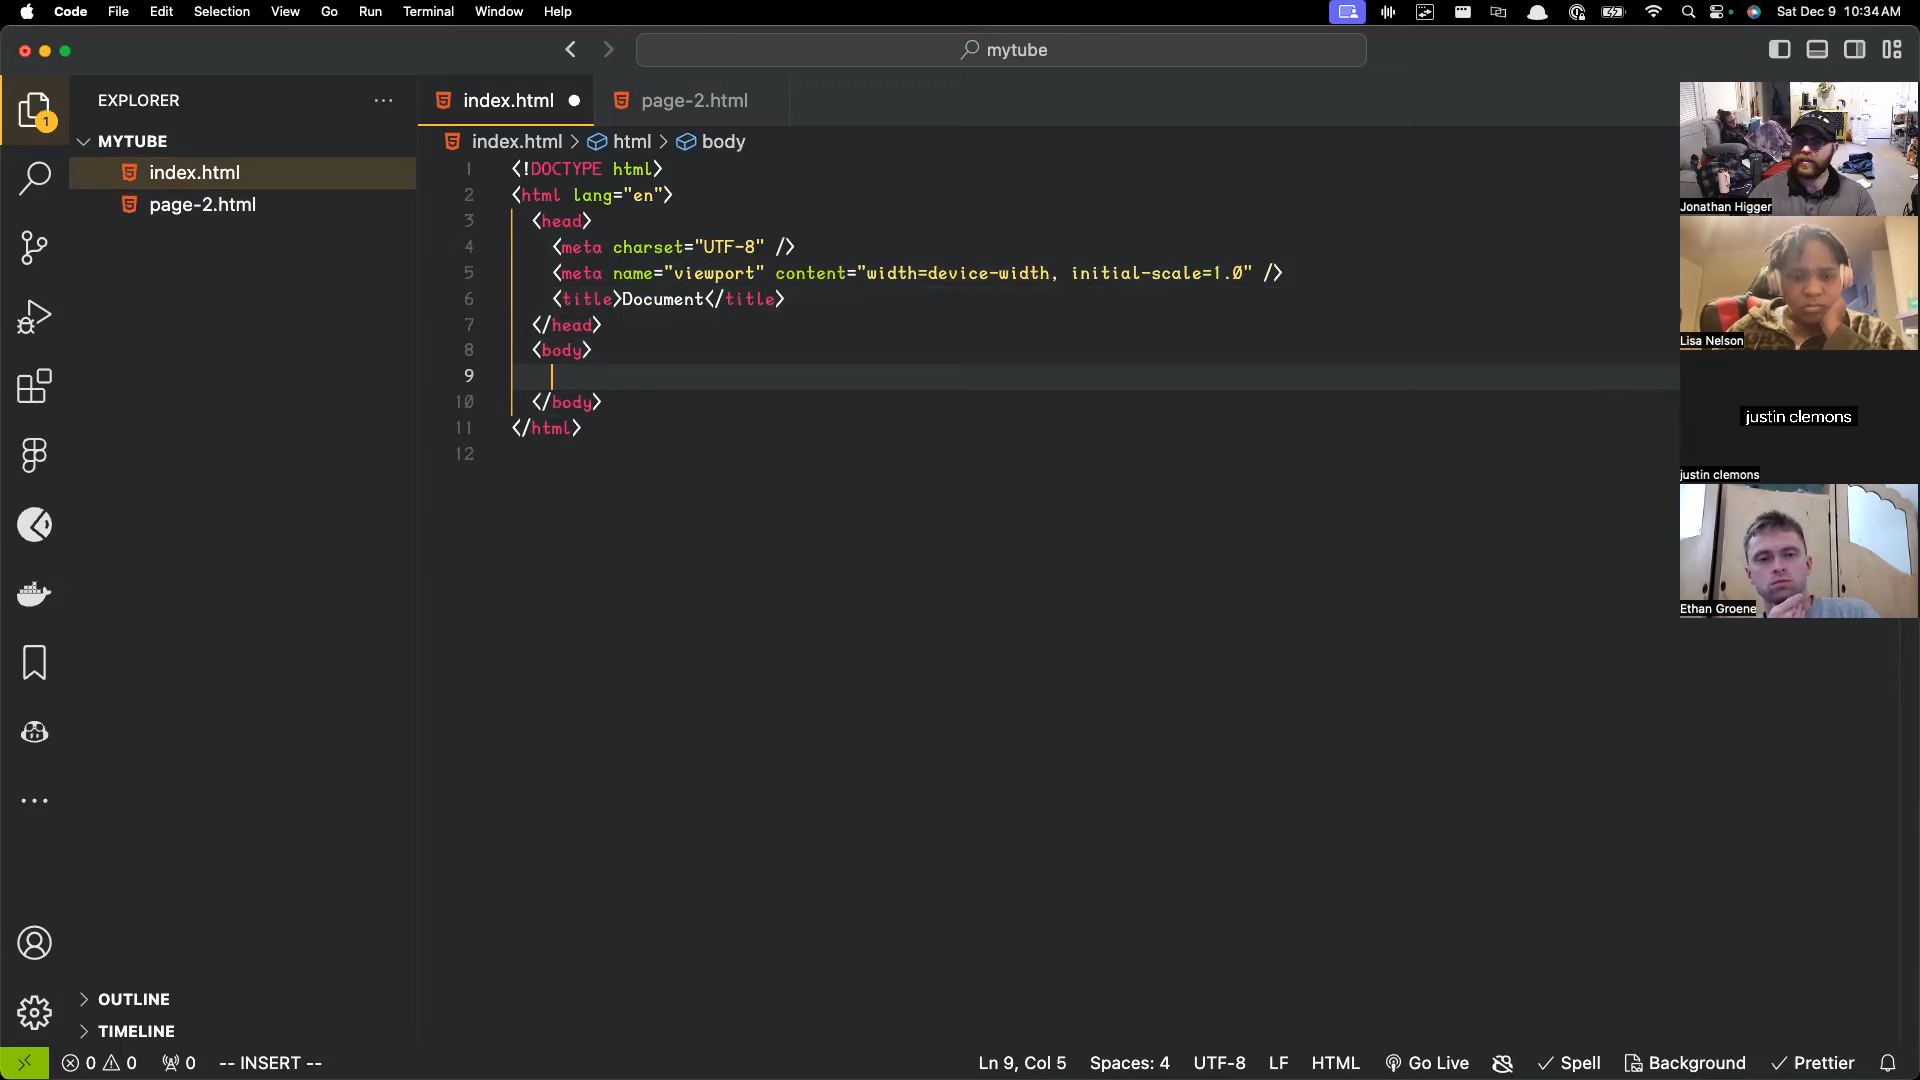 Code File Edit Selection View Go Run Terminal Window Help
Sat Dec 9 10:34 AM
mytube
EXPLORER
1
MYTUBE
index.html
page-2.html
index.html
page-2.html
index.html > html > body
1 <!DOCTYPE html>
2 <html lang="en">
3 <head>
4 <meta charset="UTF-8" />
5 <meta name="viewport" content="width=device-width, initial-scale=1.0" />
6 <title>Document</title>
7 </head>
8 <body>
9
10 </body>
11 </html>
12
Jonathan Higger
Lisa Nelson
justin clemons
justin clemons
Ethan Groene
OUTLINE
TIMELINE
0 0 0 -- INSERT --
Ln 9, Col 5 Spaces: 4 UTF-8 LF HTML Go Live Spell Background Prettier